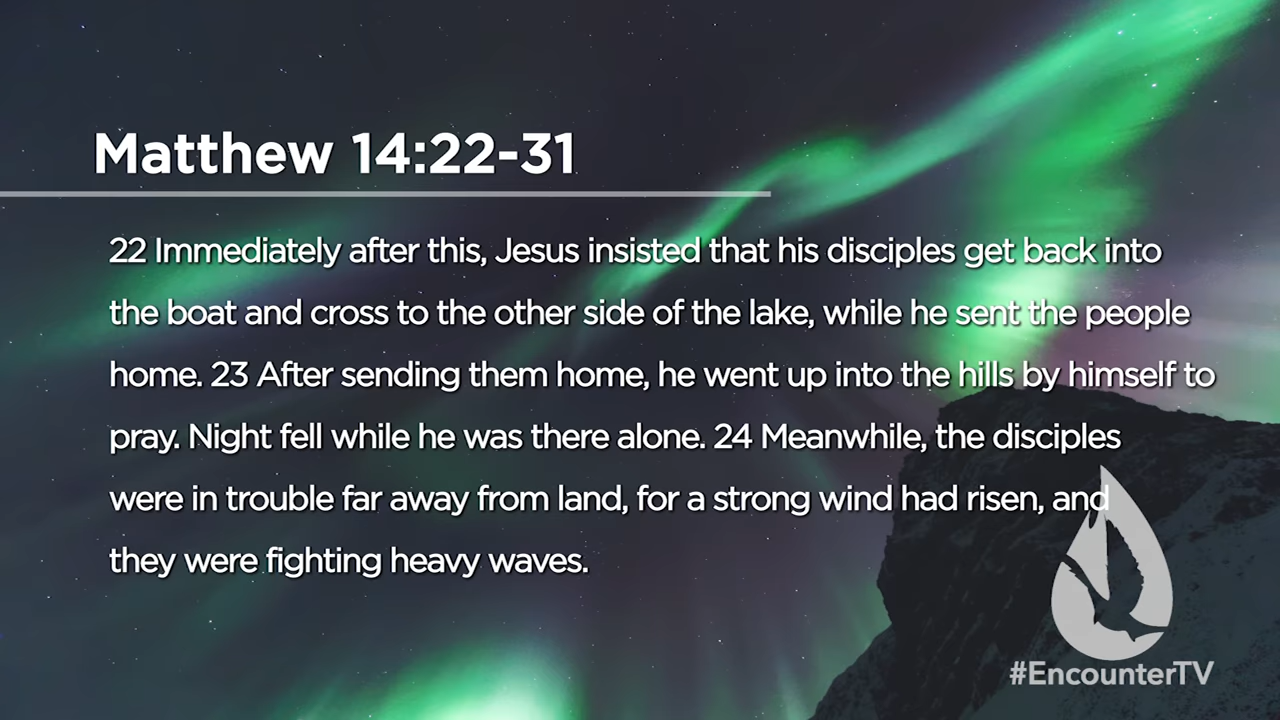 Matthew 14:22-31
22 Immediately after this, Jesus insisted that his disciples get back into
the boat and cross to the other side of the lake, while he sent the people
home. 23 After sending them home, he went up into the hills by himself to
pray. Night fell while he was there alone. 24 Meanwhile, the disciples
were in trouble far away from land, for a strong wind had risen, and
they were fighting heavy waves.
#EncounterTV